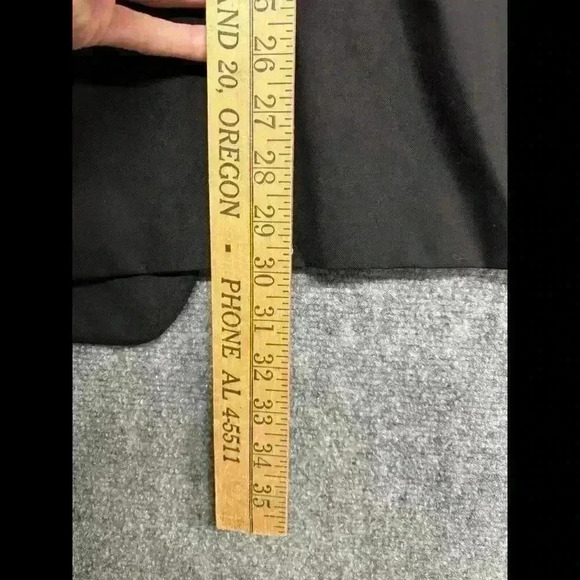 AND 20, OREGON - PHONE AL 4-5511
26 27 28 29 30 31 32 33 34 35